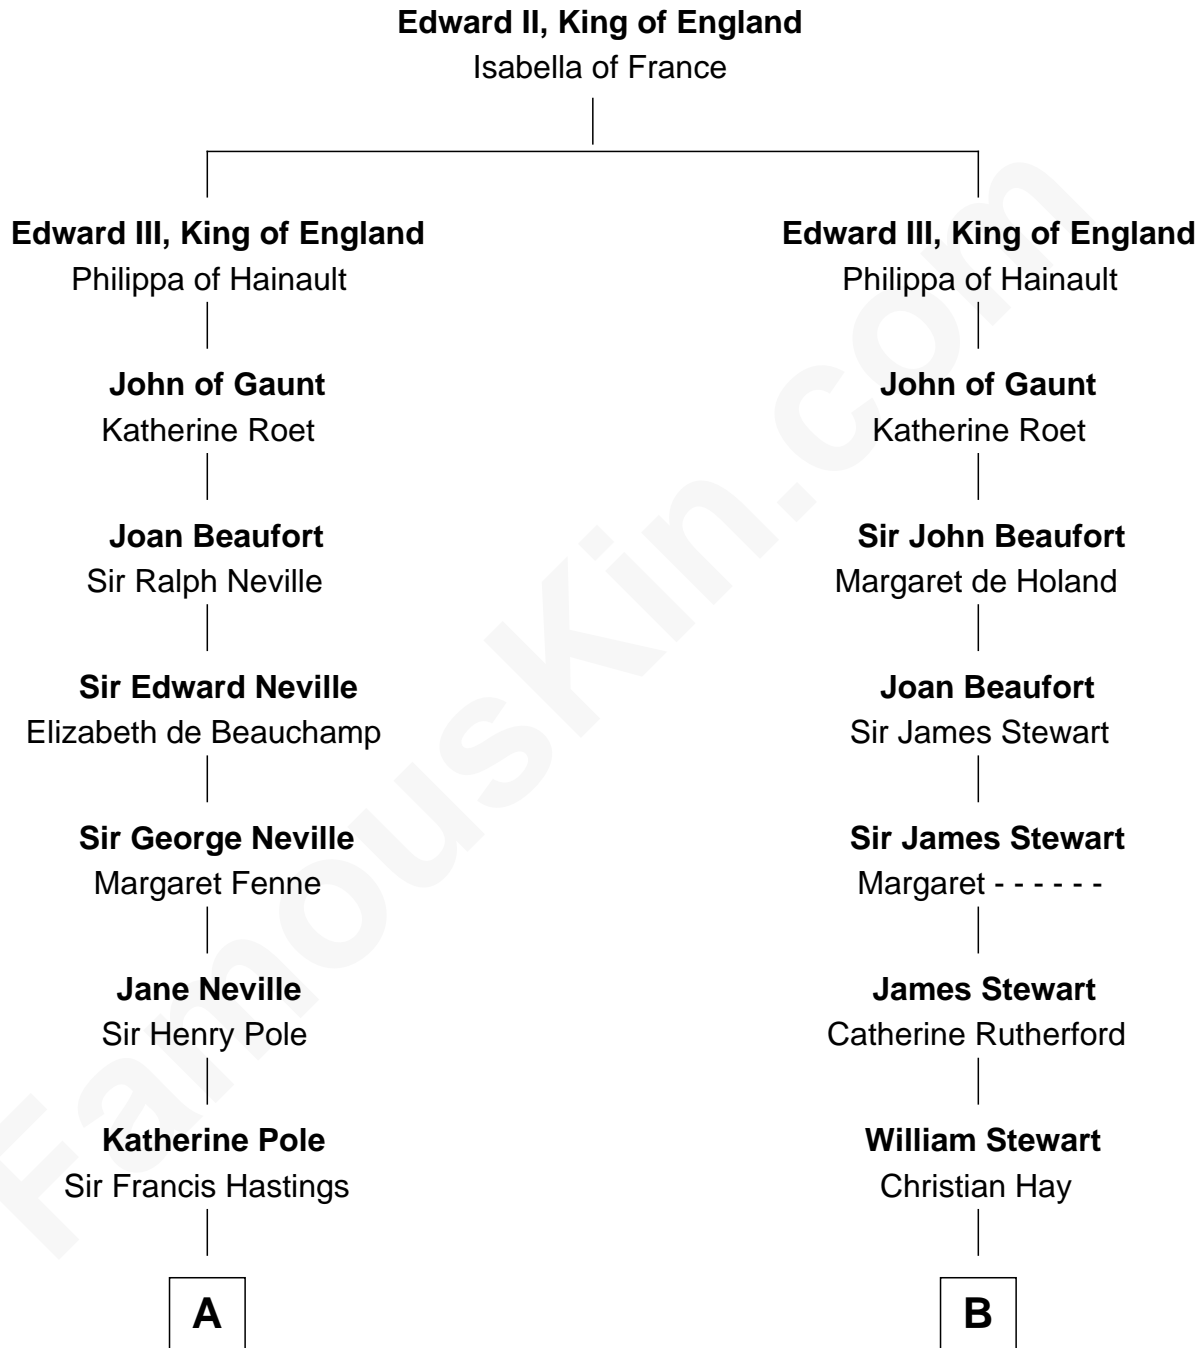 Edward II, King of England
Isabella of France
Edward III, King of England
Philippa of Hainault
John of Gaunt
Katherine Roet
Joan Beaufort
Sir Ralph Neville
Sir Edward Neville
Elizabeth de Beauchamp
Sir George Neville
Margaret Fenne
Jane Neville
Sir Henry Pole
Katherine Pole
Sir Francis Hastings
A
Edward III, King of England
Philippa of Hainault
John of Gaunt
Katherine Roet
Sir John Beaufort
Margaret de Holand
Joan Beaufort
Sir James Stewart
Sir James Stewart
Margaret - - - - - -
James Stewart
Catherine Rutherford
William Stewart
Christian Hay
B
FamousKin.com